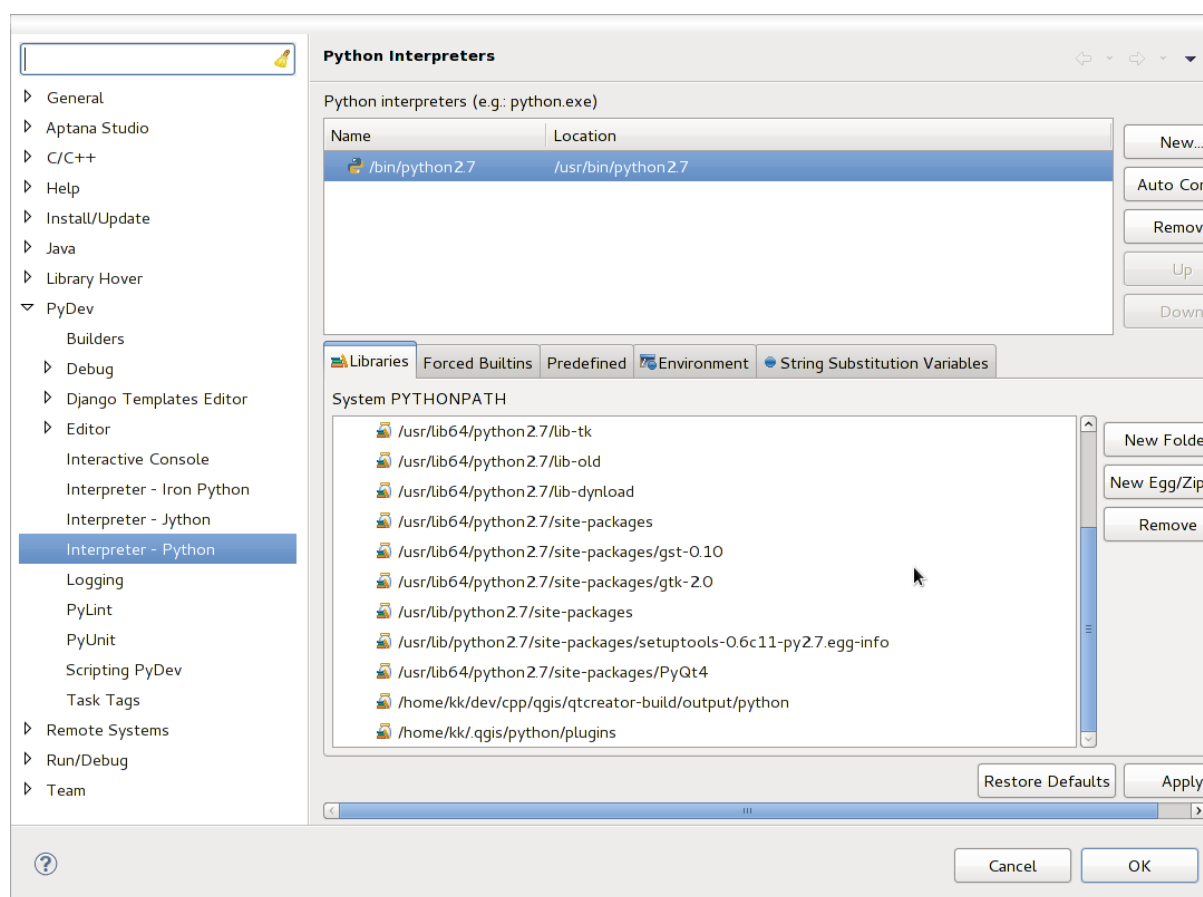 Python Interpreters
General
Aptana Studio
C/C++
Help
Install/Update
Java
Library Hover
PyDev
Builders
Debug
Django Templates Editor
Editor
Interactive Console
Interpreter - Iron Python
Interpreter - Jython
Interpreter - Python
Logging
PyLint
PyUnit
Scripting PyDev
Task Tags
Remote Systems
Run/Debug
Team
Python interpreters (e.g.: python.exe)
Name Location
/bin/python2.7 /usr/bin/python2.7
New...
Auto Con
Remov
Up
Down
Libraries Forced Builtins Predefined Environment String Substitution Variables
System PYTHONPATH
/usr/lib64/python2.7/lib-tk
/usr/lib64/python2.7/lib-old
/usr/lib64/python2.7/lib-dynload
/usr/lib64/python2.7/site-packages
/usr/lib64/python2.7/site-packages/gst-0.10
/usr/lib64/python2.7/site-packages/gtk-2.0
/usr/lib/python2.7/site-packages
/usr/lib/python2.7/site-packages/setuptools-0.6c11-py2.7.egg-info
/usr/lib64/python2.7/site-packages/PyQt4
/home/kk/dev/cpp/qgis/qtcreator-build/output/python
/home/kk/.qgis/python/plugins
New Folde
New Egg/Zip
Remove
Restore Defaults Apply
Cancel OK